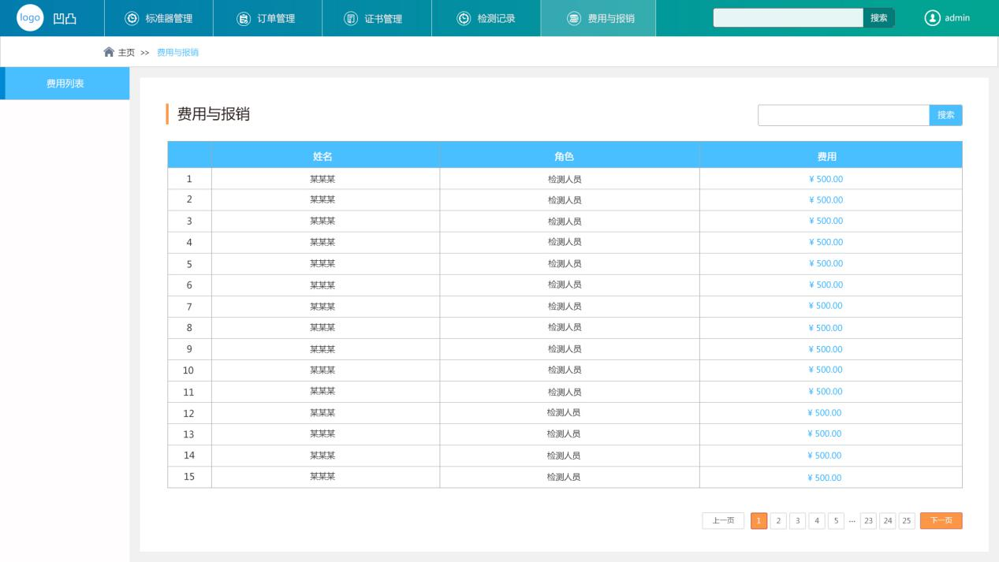 logo 凹凸 标准器管理 订单管理 证书管理 检测记录 费用与报销 搜索 admin
主页 >> 费用与报销
费用列表
费用与报销 搜索
姓名 角色 费用
1 某某某 检测人员 ¥ 500.00
2 某某某 检测人员 ¥ 500.00
3 某某某 检测人员 ¥ 500.00
4 某某某 检测人员 ¥ 500.00
5 某某某 检测人员 ¥ 500.00
6 某某某 检测人员 ¥ 500.00
7 某某某 检测人员 ¥ 500.00
8 某某某 检测人员 ¥ 500.00
9 某某某 检测人员 ¥ 500.00
10 某某某 检测人员 ¥ 500.00
11 某某某 检测人员 ¥ 500.00
12 某某某 检测人员 ¥ 500.00
13 某某某 检测人员 ¥ 500.00
14 某某某 检测人员 ¥ 500.00
15 某某某 检测人员 ¥ 500.00
上一页 1 2 3 4 5 ··· 23 24 25 下一页